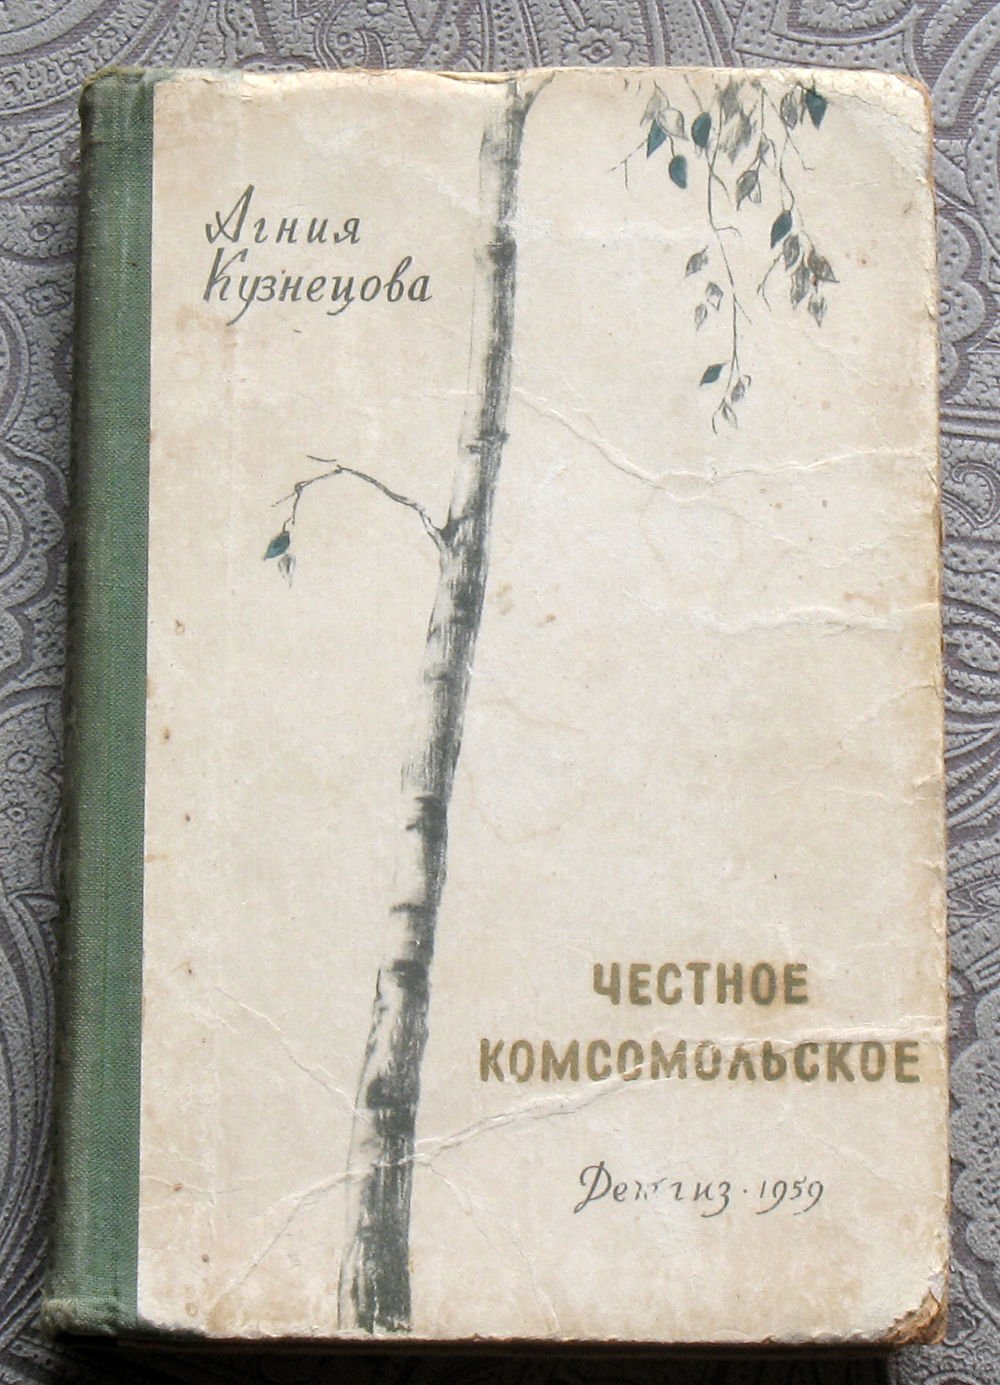 Агния
Кузнецова
ЧЕСТНОЕ
КОМСОМОЛЬСКОЕ
Детгиз · 1959